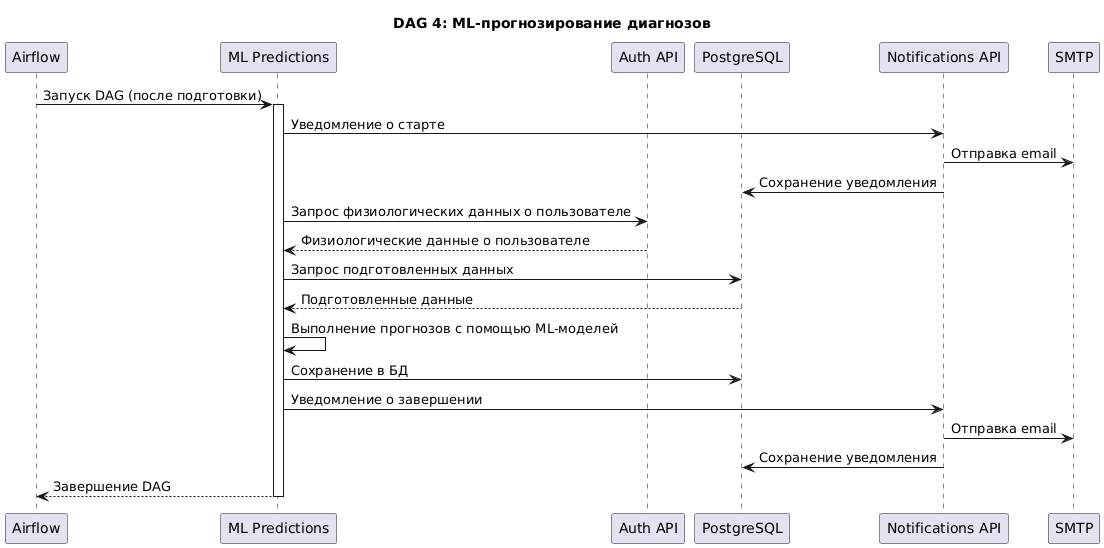 DAG 4: ML-прогнозирование диагнозов
Airflow
ML Predictions
Auth API
PostgreSQL
Notifications API
SMTP
Запуск DAG (после подготовки)
Уведомление о старте
Отправка email
Сохранение уведомления
Запрос физиологических данных о пользователе
Физиологические данные о пользователе
Запрос подготовленных данных
Подготовленные данные
Выполнение прогнозов с помощью ML-моделей
Сохранение в БД
Уведомление о завершении
Отправка email
Сохранение уведомления
Завершение DAG
Airflow
ML Predictions
Auth API
PostgreSQL
Notifications API
SMTP